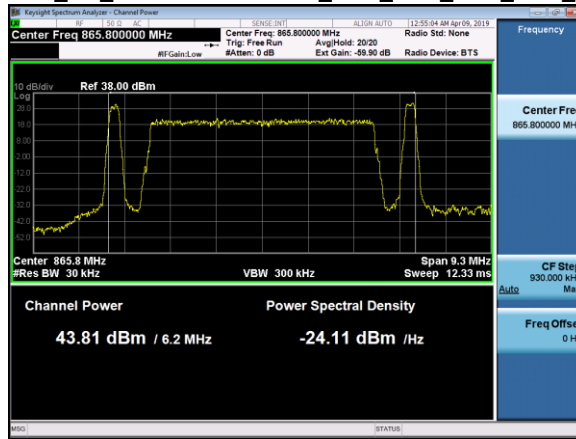 Keysight Spectrum Analyzer - Channel Power
RF 50 Ω AC SENSE:INT ALIGN AUTO 12:55:04 AM Apr 09, 2019
Center Freq 865.800000 MHz
Center Freq: 865.800000 MHz
Radio Std: None
Trig: Free Run
Avg|Hold: 20/20
#IFGain:Low
#Atten: 0 dB
Ext Gain: -59.90 dB
Radio Device: BTS
10 dB/div
Ref 38.00 dBm
Log
28.0
18.0
8.00
-2.00
-12.0
-22.0
-32.0
-42.0
-52.0
Center 865.8 MHz
Span 9.3 MHz
#Res BW 30 kHz
VBW 300 kHz
Sweep 12.33 ms
Channel Power
Power Spectral Density
43.81 dBm / 6.2 MHz
-24.11 dBm /Hz
MSG
STATUS
Frequency
Center Fre
865.800000 MH
CF Ste
930.000 kH
Auto Ma
Freq Offse
0 H